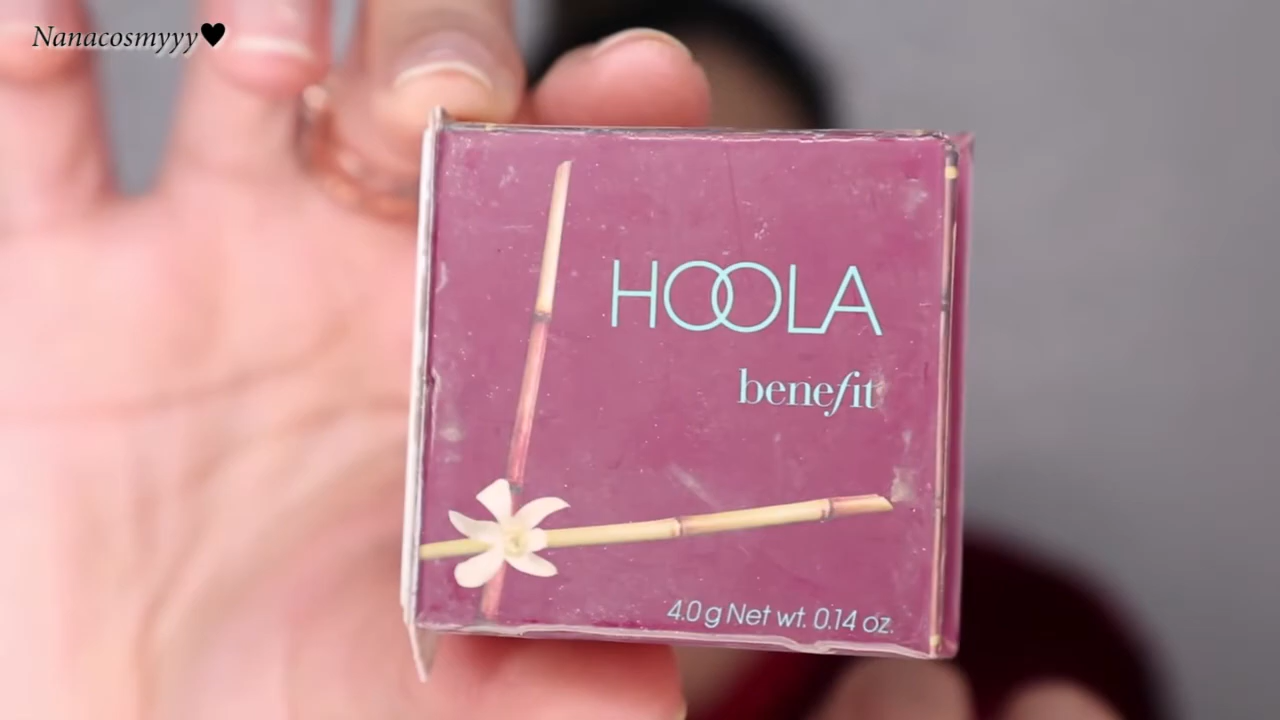 Nanacosmyyy🖤
HOOLA
benefit
4.0 g Net wt. 0.14 oz.